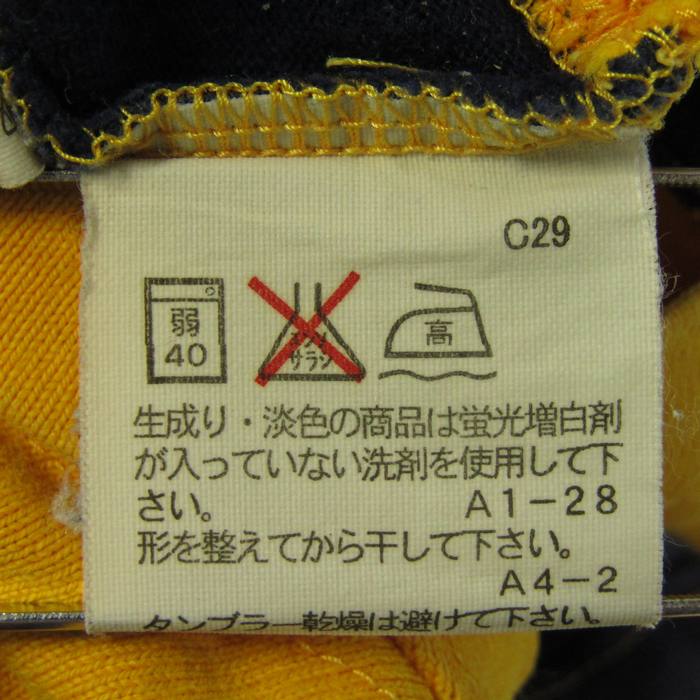 C29
弱
40
エンソ
サラシ
高
生成り・淡色の商品は蛍光増白剤
が入っていない洗剤を使用して下
さい。 A1-28
形を整えてから干して下さい。
A4-2
タンブラー乾燥は避けて下さい。